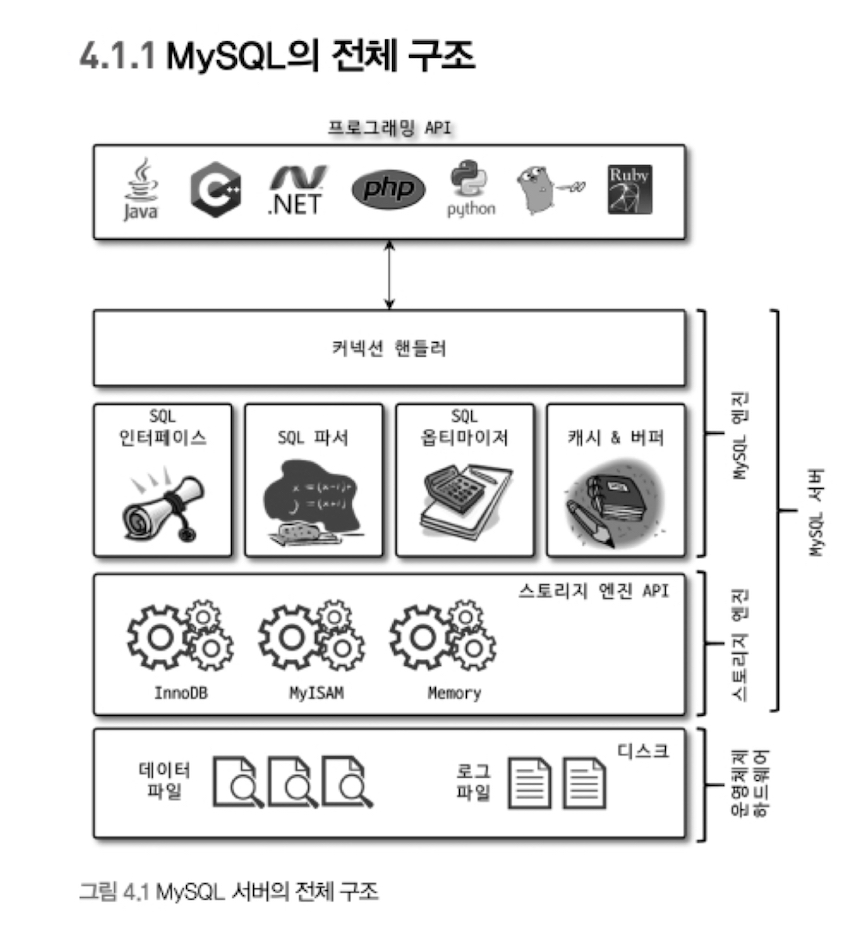 4.1.1 MySQL의 전체 구조
프로그래밍 API
Java
C++
.NET
php
python
GO
Ruby
커넥션 핸들러
SQL
인터페이스
SQL 파서
SQL
옵티마이저
캐시 & 버퍼
x = (x-1)+
y = (x+1)
MySQL 엔진
MySQL 서버
스토리지 엔진 API
InnoDB
MyISAM
Memory
스토리지 엔진
디스크
데이터
파일
로그
파일
운영체제
하드웨어
그림 4.1 MySQL 서버의 전체 구조